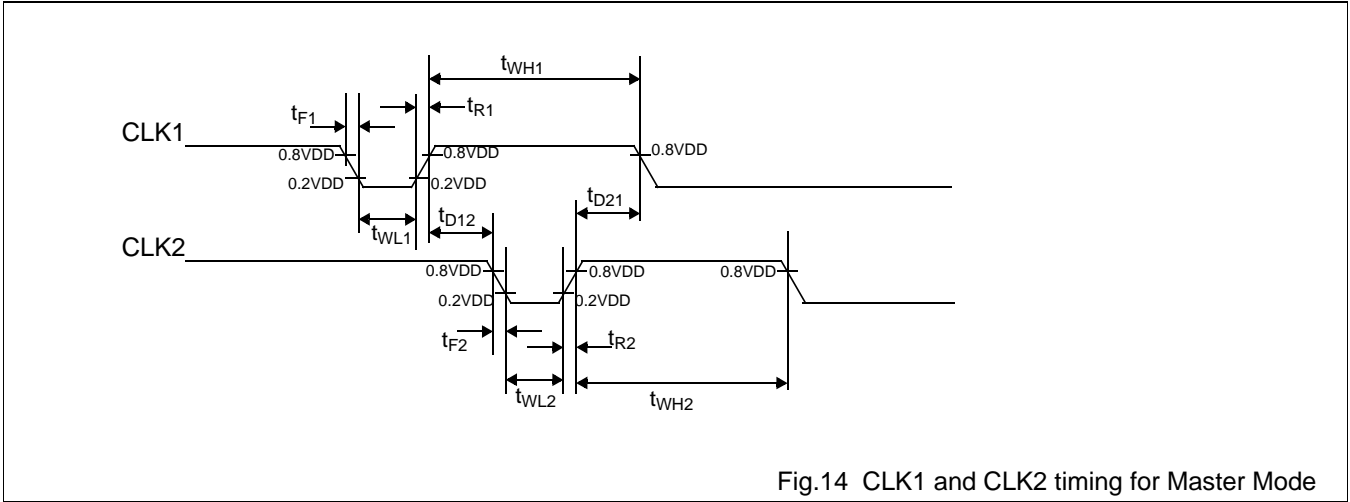 tWH1
tF1
tR1
CLK1
0.8VDD
0.8VDD
0.8VDD
0.2VDD
0.2VDD
tWL1
tD12
tD21
CLK2
0.8VDD
0.8VDD
0.8VDD
0.2VDD
0.2VDD
tF2
tR2
tWL2
tWH2
Fig.14 CLK1 and CLK2 timing for Master Mode